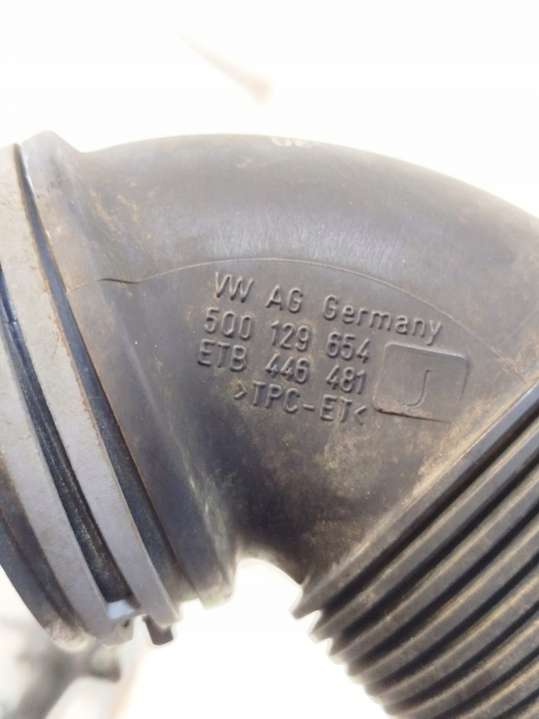 VW AG Germany
5Q0 129 654
ETB 446 481
>TPC-ET<
J